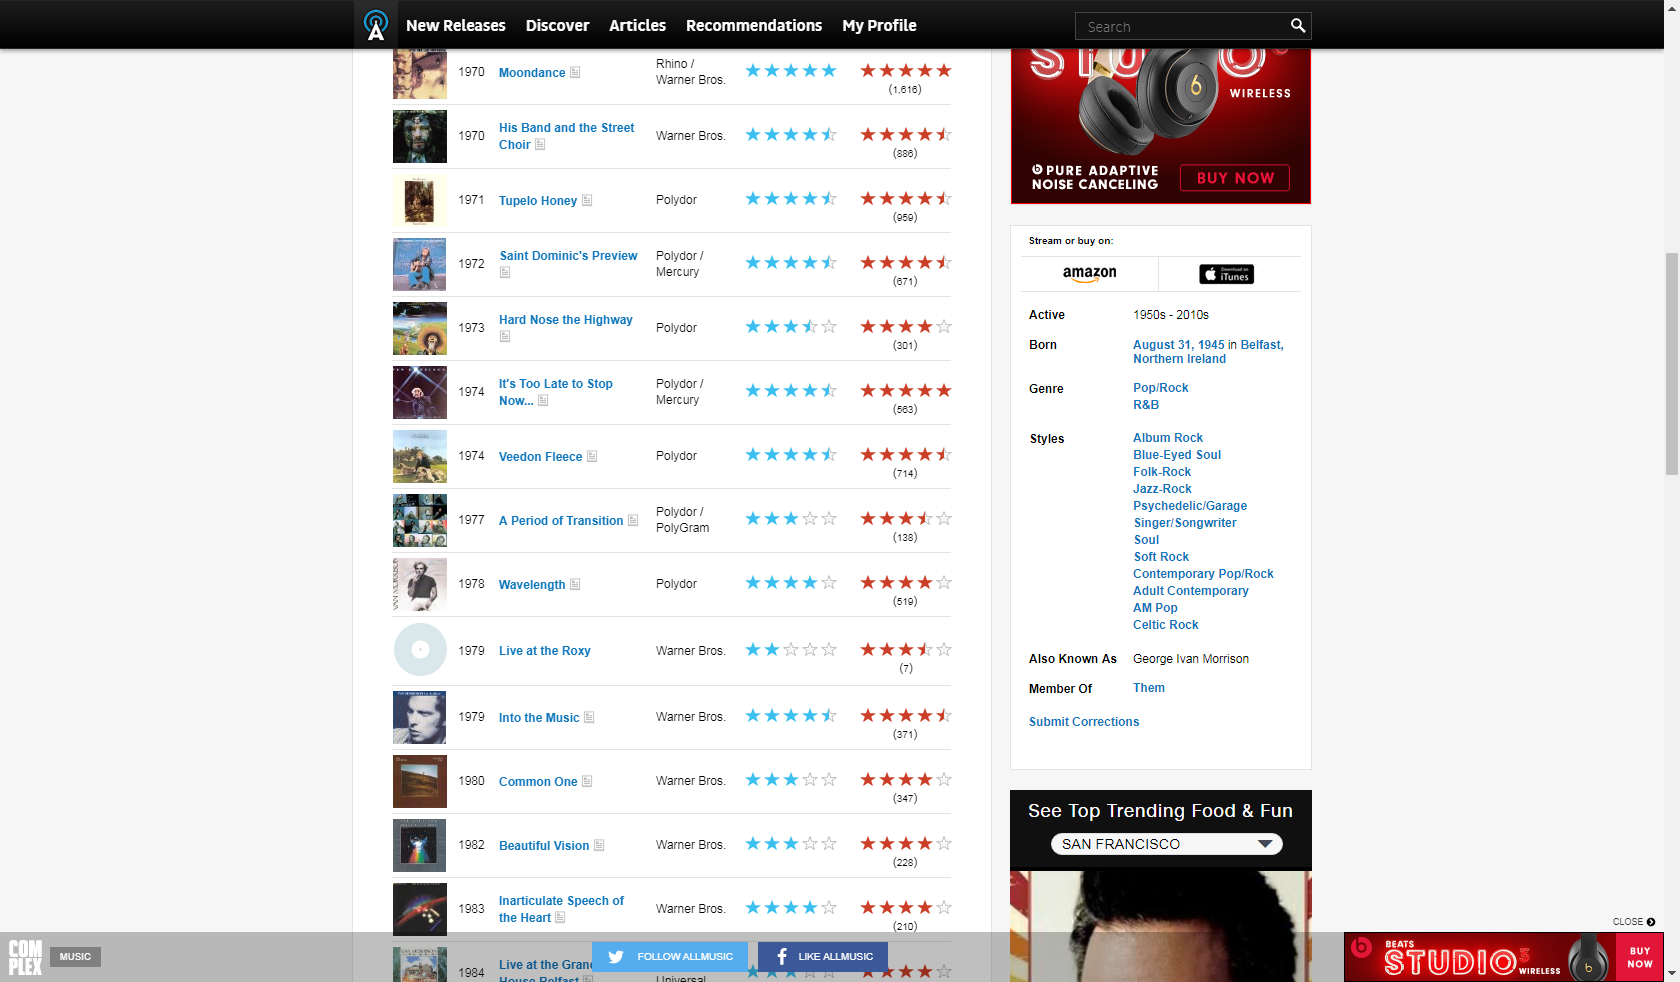 New Releases Discover Articles Recommendations My Profile Search
1970 Moondance Rhino / Warner Bros. (1,616)
1970 His Band and the Street Choir Warner Bros. (886)
1971 Tupelo Honey Polydor (959)
1972 Saint Dominic's Preview Polydor / Mercury (671)
1973 Hard Nose the Highway Polydor (301)
1974 It's Too Late to Stop Now... Polydor / Mercury (563)
1974 Veedon Fleece Polydor (714)
1977 A Period of Transition Polydor / PolyGram (138)
1978 Wavelength Polydor (519)
1979 Live at the Roxy Warner Bros. (7)
1979 Into the Music Warner Bros. (371)
1980 Common One Warner Bros. (347)
1982 Beautiful Vision Warner Bros. (228)
1983 Inarticulate Speech of the Heart Warner Bros. (210)
1984 Live at the Grand House Belfast Universal
STUDIO3
WIRELESS
PURE ADAPTIVE
NOISE CANCELING
BUY NOW
Stream or buy on:
amazon Download on iTunes
Active 1950s - 2010s
Born August 31, 1945 in Belfast,
Northern Ireland
Genre Pop/Rock
R&B
Styles Album Rock
Blue-Eyed Soul
Folk-Rock
Jazz-Rock
Psychedelic/Garage
Singer/Songwriter
Soul
Soft Rock
Contemporary Pop/Rock
Adult Contemporary
AM Pop
Celtic Rock
Also Known As George Ivan Morrison
Member Of Them
Submit Corrections
See Top Trending Food & Fun
SAN FRANCISCO
CLOSE
COMPLEX MUSIC
FOLLOW ALLMUSIC LIKE ALLMUSIC
BEATS
STUDIO3 WIRELESS
BUY NOW